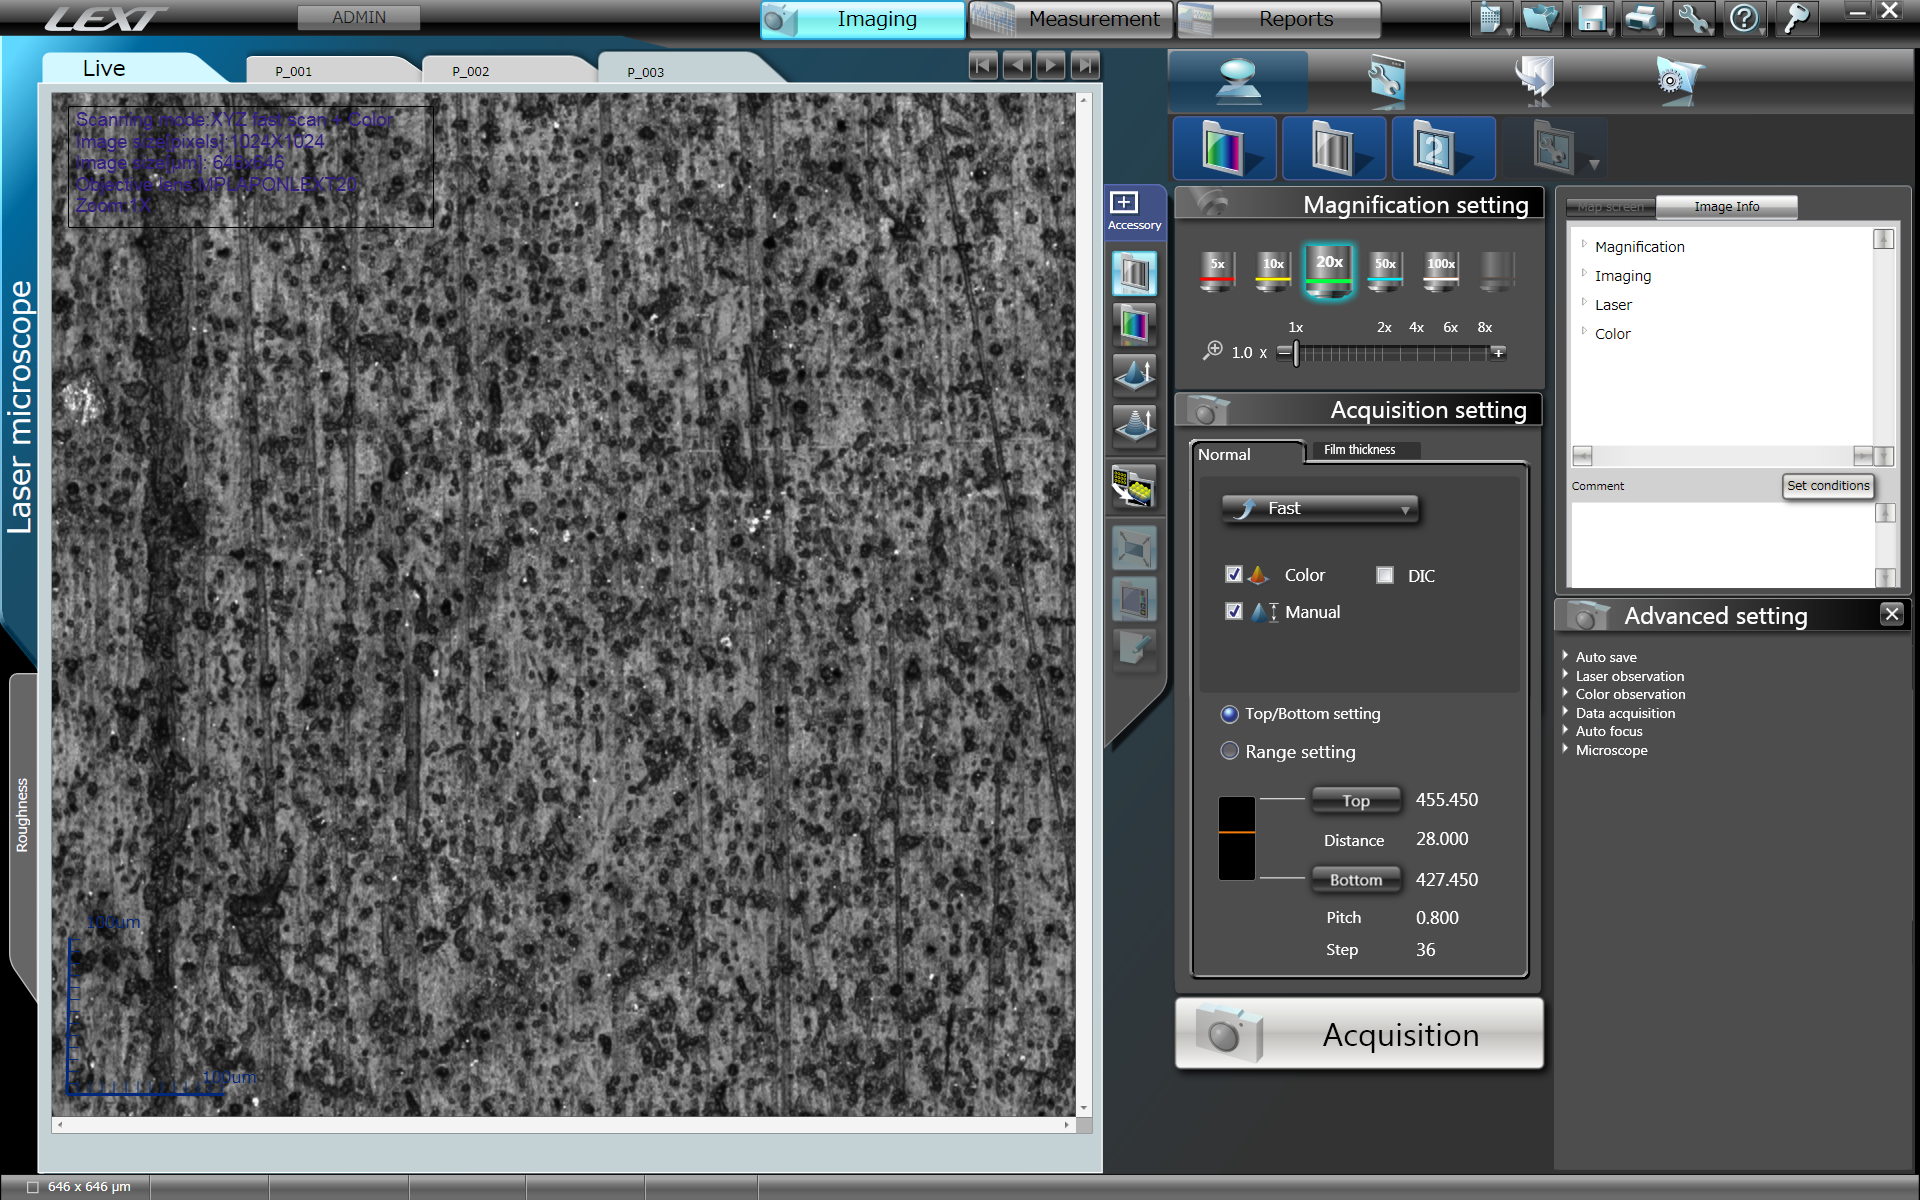 LEXT
ADMIN
Imaging
Measurement
Reports
Live
P_001
P_002
P_003
Scanning mode:XYZ fast scan + Color
Image size[pixels]:1024X1024
Image size[um]: 646x646
Objective lens:MPLAPONLEXT20
Zoom:1X
100um
100um
Laser microscope
Roughness
646 x 646 µm
Accessory
2
Magnification setting
5x
10x
20x
50x
100x
1x
2x
4x
6x
8x
1.0 x
Acquisition setting
Normal
Film thickness
Fast
Color
DIC
Manual
Top/Bottom setting
Range setting
Top
455.450
Distance
28.000
Bottom
427.450
Pitch
0.800
Step
36
Acquisition
Map screen
Image Info
Magnification
Imaging
Laser
Color
Comment
Set conditions
Advanced setting
Auto save
Laser observation
Color observation
Data acquisition
Auto focus
Microscope